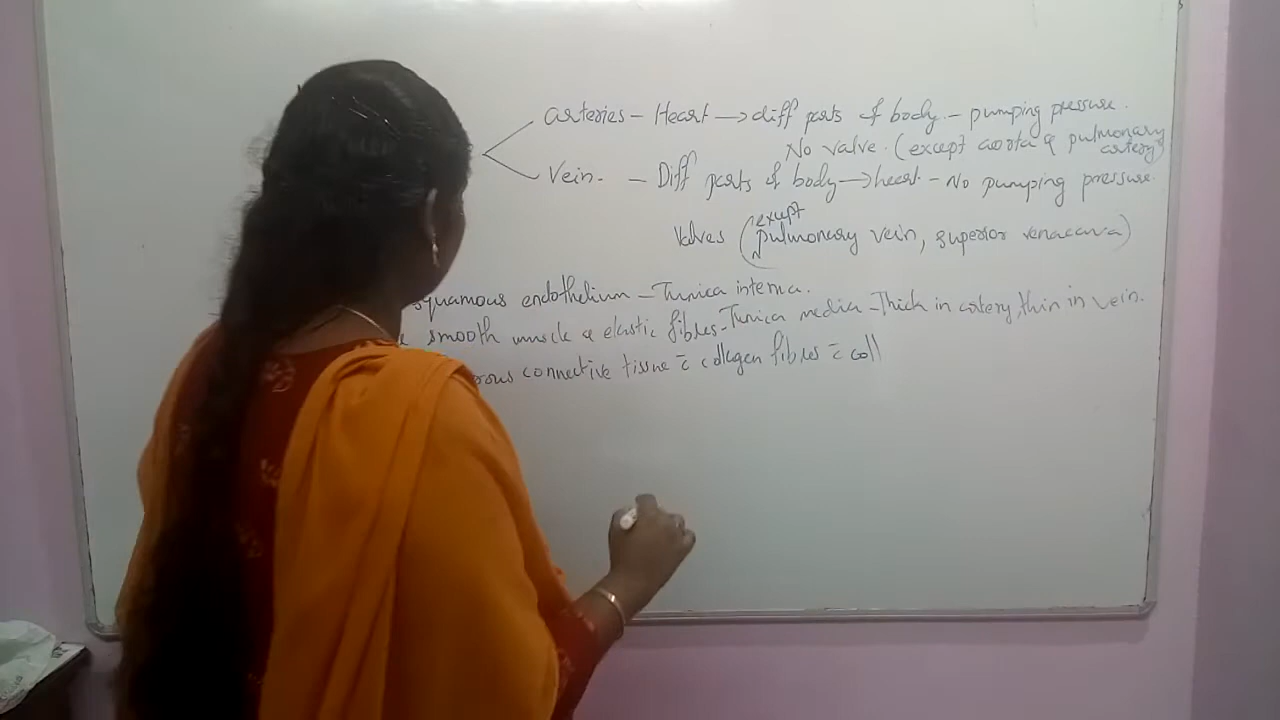 arteries - Heart → diff parts of body - pumping pressure.
No valve. (except aorta & pulmonary artery)
Vein. - Diff parts of body → heart - No pumping pressure.
Valves (except pulmonary vein, superior venacava)
squamous endothelium - Tunica interna.
smooth muscle & elastic fibres - Tunica media - Thick in artery, thin in vein.
connective tissue c̄ collagen fibres c̄ coll